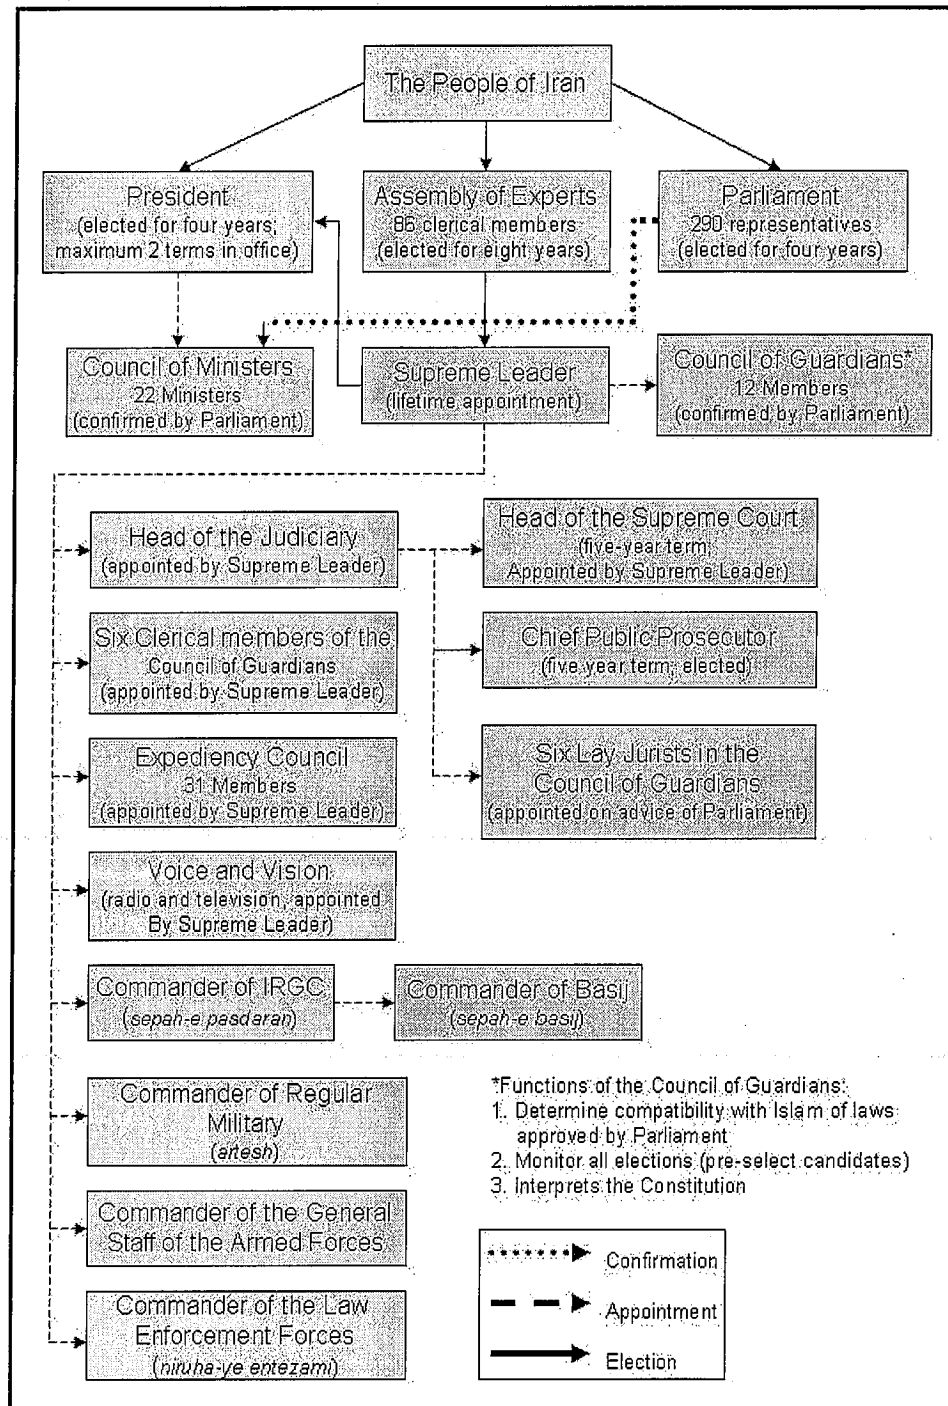 The People of Iran
President
(elected for four years;
maximum 2 terms in office)
Assembly of Experts
86 clerical members
(elected for eight years)
Parliament
290 representatives
(elected for four years)
Council of Ministers
22 Ministers
(confirmed by Parliament)
Supreme Leader
(lifetime appointment)
Council of Guardians*
12 Members
(confirmed by Parliament)
Head of the Judiciary
(appointed by Supreme Leader)
Head of the Supreme Court
(five-year term;
Appointed by Supreme Leader)
Six Clerical members of the
Council of Guardians
(appointed by Supreme Leader)
Chief Public Prosecutor
(five year term; elected)
Expediency Council
31 Members
(appointed by Supreme Leader)
Six Lay Jurists in the
Council of Guardians
(appointed on advice of Parliament)
Voice and Vision
(radio and television, appointed
By Supreme Leader)
Commander of IRGC
(sepah-e pasdaran)
Commander of Basij
(sepah-e basij)
Commander of Regular
Military
(artesh)
Commander of the General
Staff of the Armed Forces
Commander of the Law
Enforcement Forces
(niruha-ye entezami)
*Functions of the Council of Guardians:
1. Determine compatibility with Islam of laws
approved by Parliament
2. Monitor all elections (pre-select candidates)
3. Interprets the Constitution
Confirmation
Appointment
Election